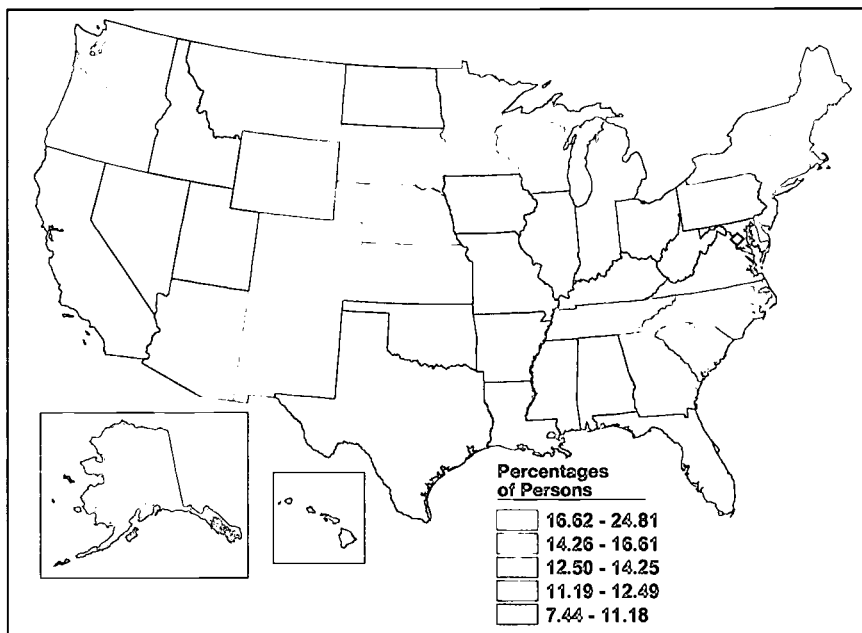 Percentages
of Persons
16.62 - 24.81
14.26 - 16.61
12.50 - 14.25
11.19 - 12.49
7.44 - 11.18